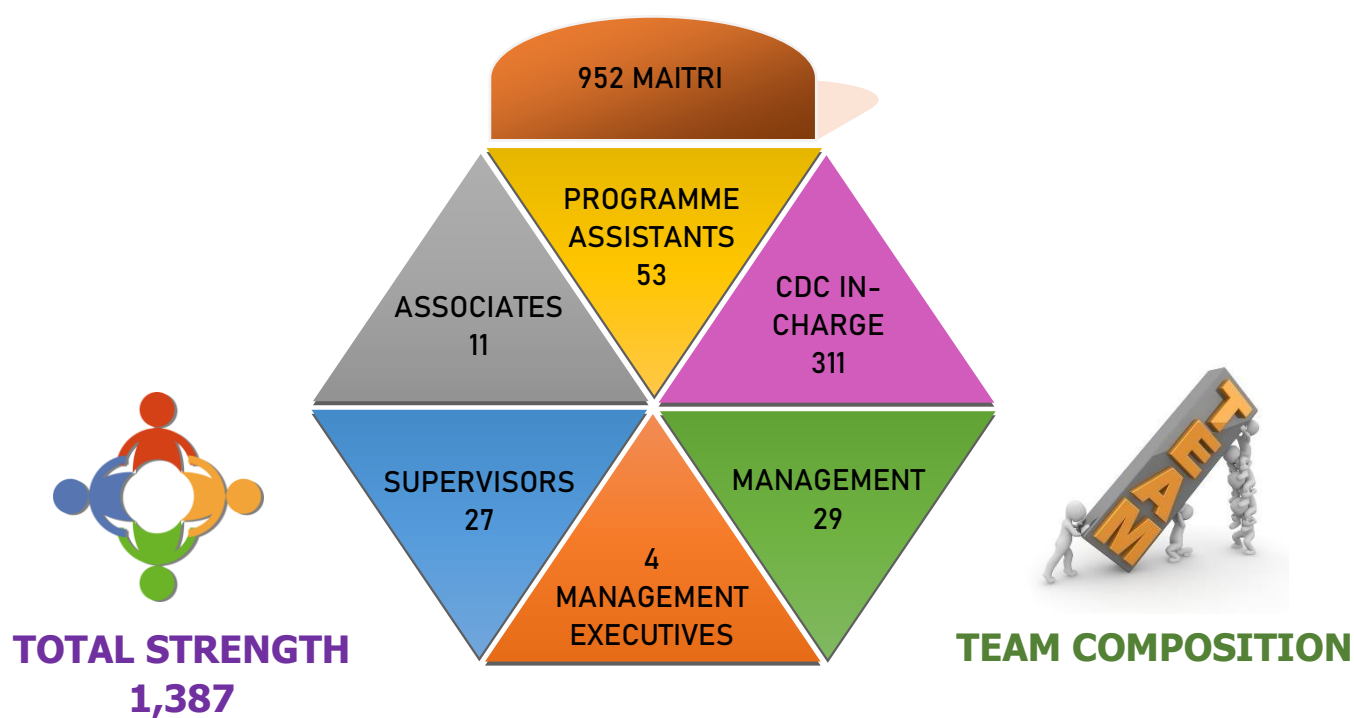 952 MAITRI
PROGRAMME
ASSISTANTS
53
ASSOCIATES
11
CDC IN-
CHARGE
311
SUPERVISORS
27
4
MANAGEMENT
EXECUTIVES
MANAGEMENT
29
TOTAL STRENGTH
1,387
TEAM
TEAM COMPOSITION